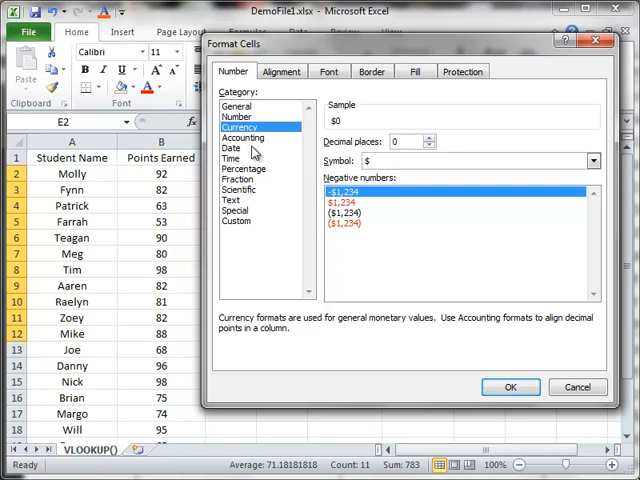 DemoFile1.xlsx - Microsoft Excel
File Home Insert Page Layout
Format Cells
Calibri 11
Paste
B I U
Clipboard Font
E2 fx
A B
1 Student Name Points Earned
2 Molly 92
3 Fynn 82
4 Patrick 63
5 Farrah 53
6 Teagan 90
7 Meg 80
8 Tim 98
9 Aaren 82
10 Raelyn 81
11 Zoey 82
12 Mike 88
13 Joe 68
14 Danny 96
15 Nick 98
16 Brian 75
17 Margo 74
18 Will 95
Number Alignment Font Border Fill Protection
Category:
General
Number
Currency
Accounting
Date
Time
Percentage
Fraction
Scientific
Text
Special
Custom
Sample
$0
Decimal places: 0
Symbol: $
Negative numbers:
-$1,234
$1,234
($1,234)
($1,234)
Currency formats are used for general monetary values. Use Accounting formats to align decimal
points in a column.
OK Cancel
VLOOKUP()
Ready Average: 71.18181818 Count: 11 Sum: 783 100%